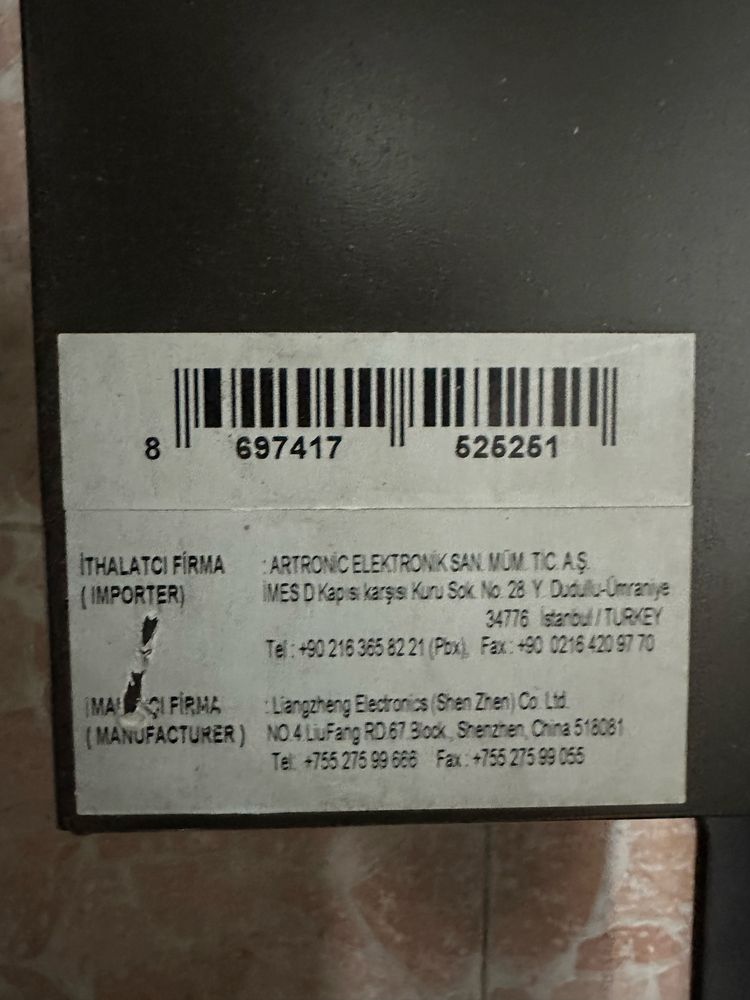 8 697417 525251
İTHALATCI FİRMA : ARTRONİC ELEKTRONİK SAN. MÜM. TİC. A.Ş.
( IMPORTER) İMES D Kapısı karşısı Kuru Sok. No. 28 Y. Dudullu-Ümraniye
34776 İstanbul / TURKEY
Tel : +90 216 365 82 21 (Pbx), Fax : +90 0216 420 97 70
FİRMA : Liangzheng Electronics (Shen Zhen) Co. Ltd.
( MANUFACTURER ) NO.4 LiuFang RD.67 Block , Shenzhen, China 518081
Tel: +755 275 99 666 Fax : +755 275 99 055